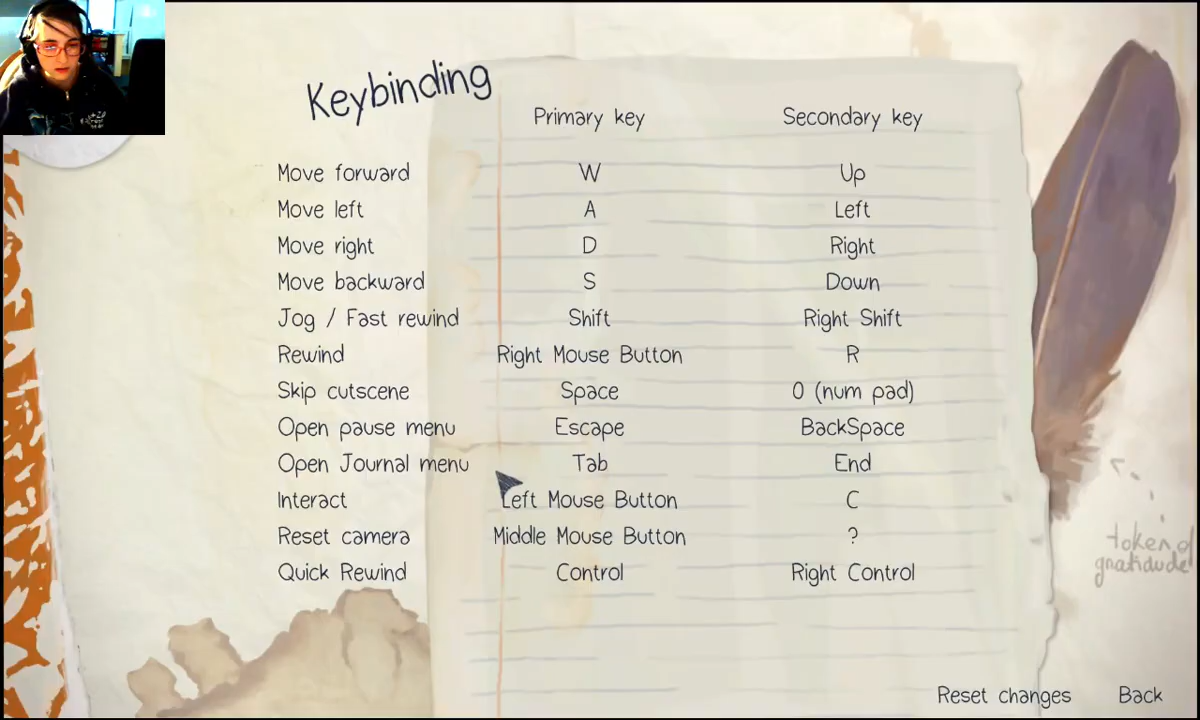 Keybinding
Primary key Secondary key
Move forward W Up
Move left A Left
Move right D Right
Move backward S Down
Jog / Fast rewind Shift Right Shift
Rewind Right Mouse Button R
Skip cutscene Space 0 (num pad)
Open pause menu Escape BackSpace
Open Journal menu Tab End
Interact Left Mouse Button C
Reset camera Middle Mouse Button ?
Quick Rewind Control Right Control
token of
gratidude
Reset changes Back